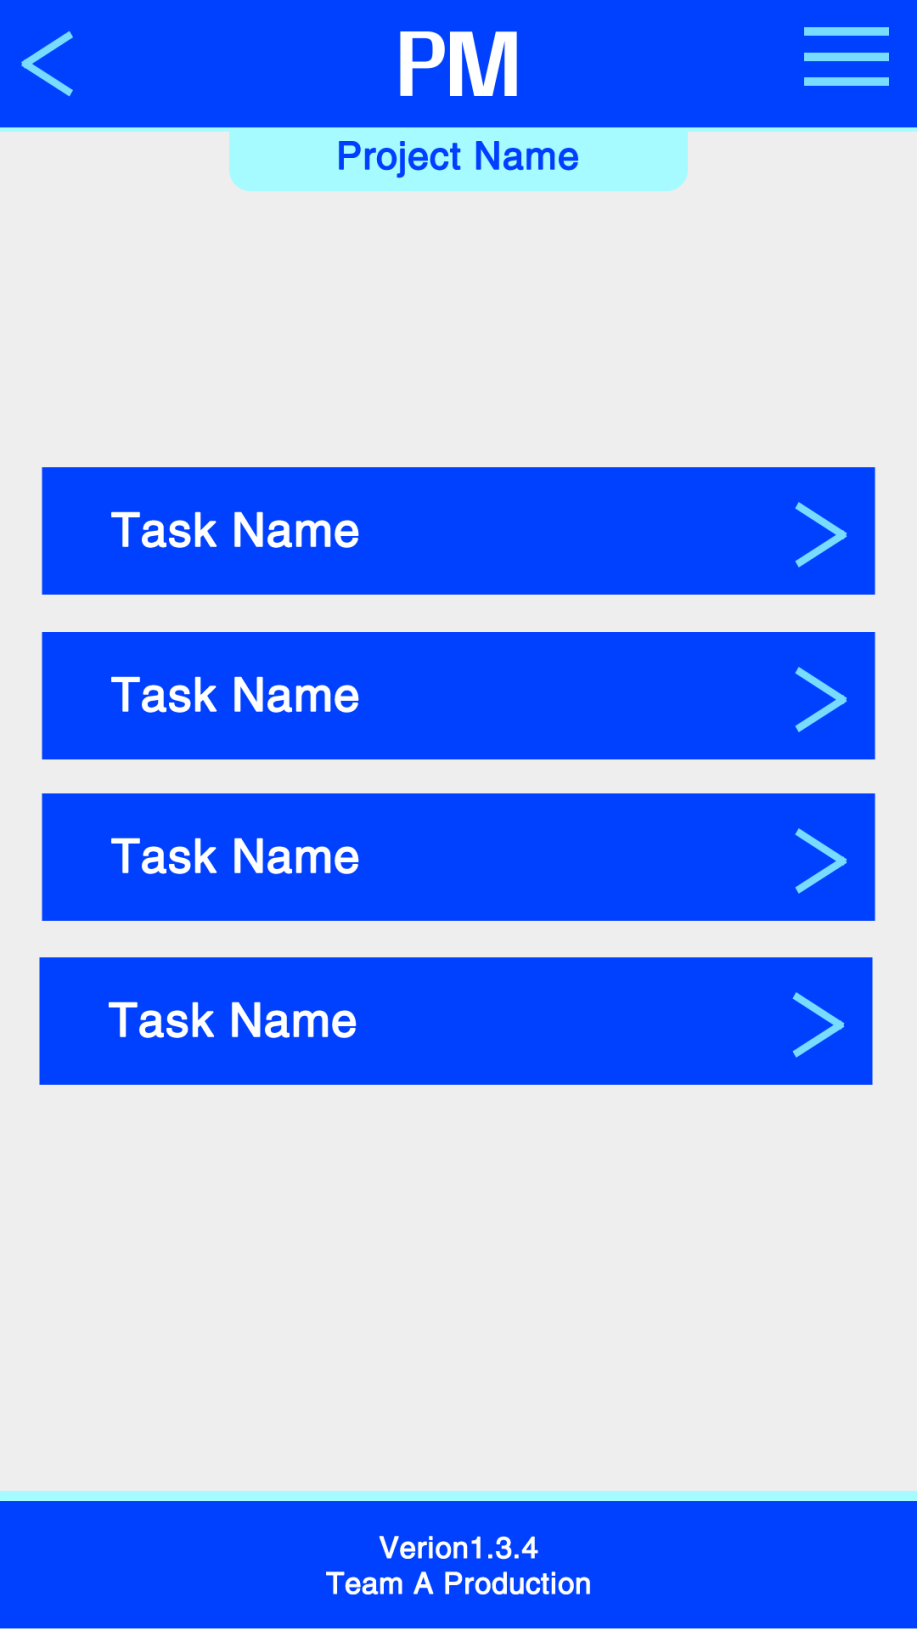 PM
Project Name
Task Name
Task Name
Task Name
Task Name
Verion1.3.4
Team A Production